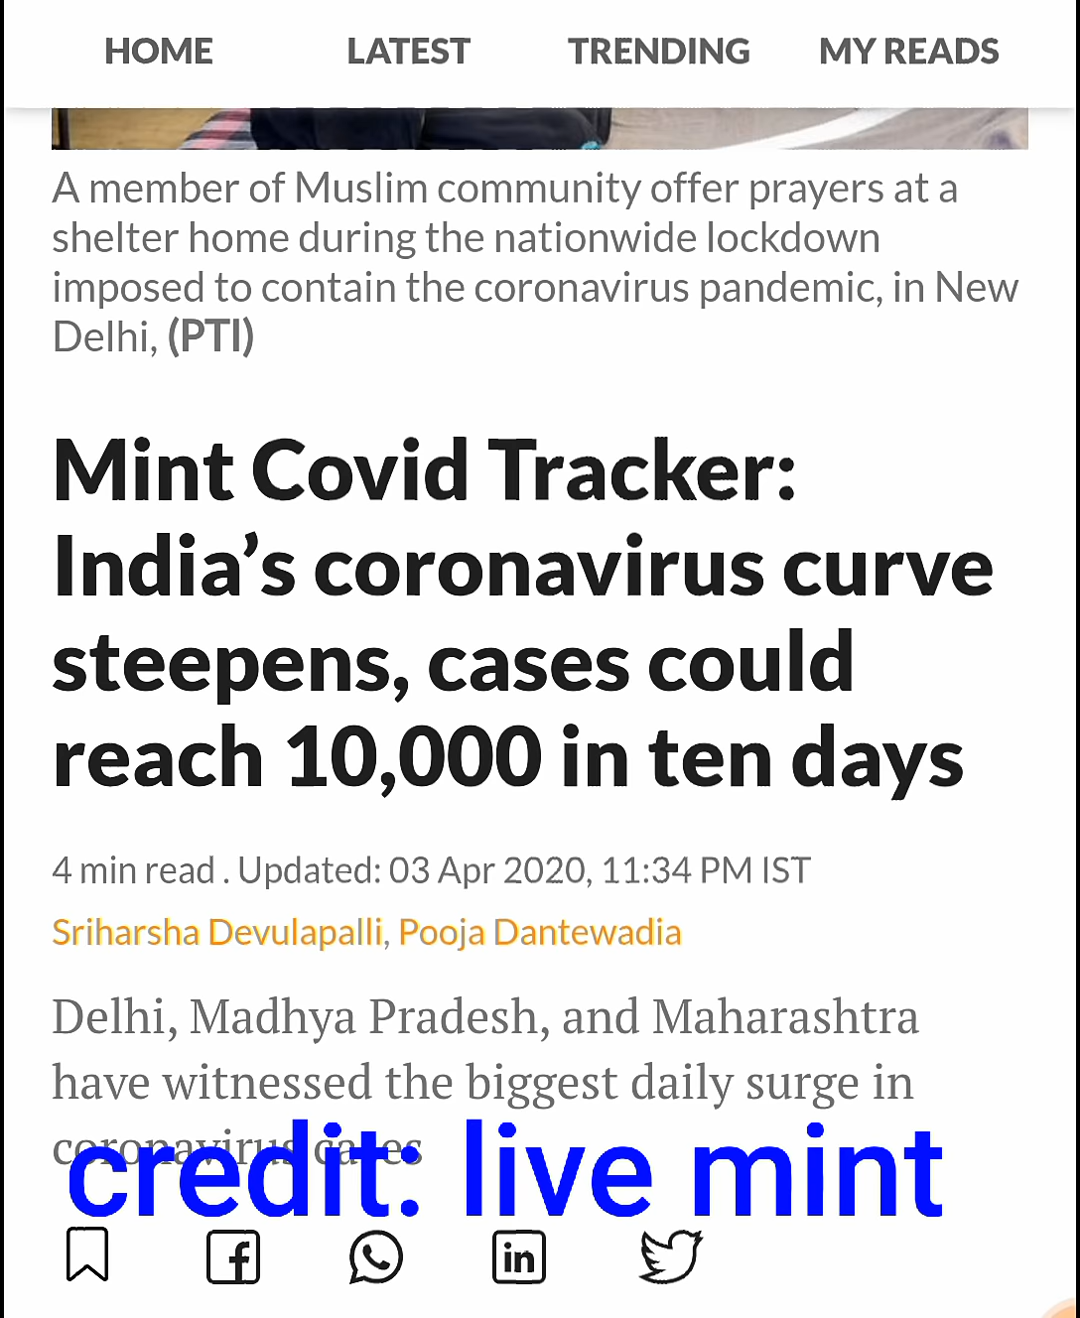 HOME LATEST TRENDING MY READS
A member of Muslim community offer prayers at a
shelter home during the nationwide lockdown
imposed to contain the coronavirus pandemic, in New
Delhi, (PTI)
Mint Covid Tracker:
India’s coronavirus curve
steepens, cases could
reach 10,000 in ten days
4 min read . Updated: 03 Apr 2020, 11:34 PM IST
Sriharsha Devulapalli, Pooja Dantewadia
Delhi, Madhya Pradesh, and Maharashtra
have witnessed the biggest daily surge in
coronavirus cases
credit: live mint